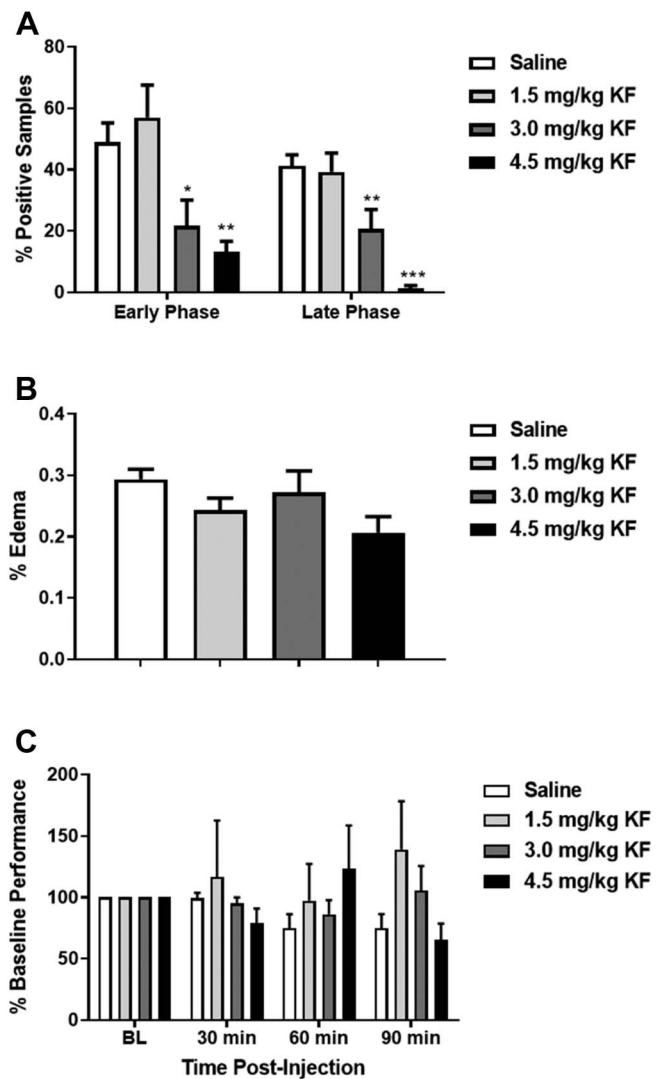 A
% Positive Samples
80
60
40
20
0
*
**
**
***
Early Phase
Late Phase
Saline
1.5 mg/kg KF
3.0 mg/kg KF
4.5 mg/kg KF
B
% Edema
0.4
0.3
0.2
0.1
0.0
Saline
1.5 mg/kg KF
3.0 mg/kg KF
4.5 mg/kg KF
C
% Baseline Performance
200
150
100
50
0
BL
30 min
60 min
90 min
Time Post-Injection
Saline
1.5 mg/kg KF
3.0 mg/kg KF
4.5 mg/kg KF